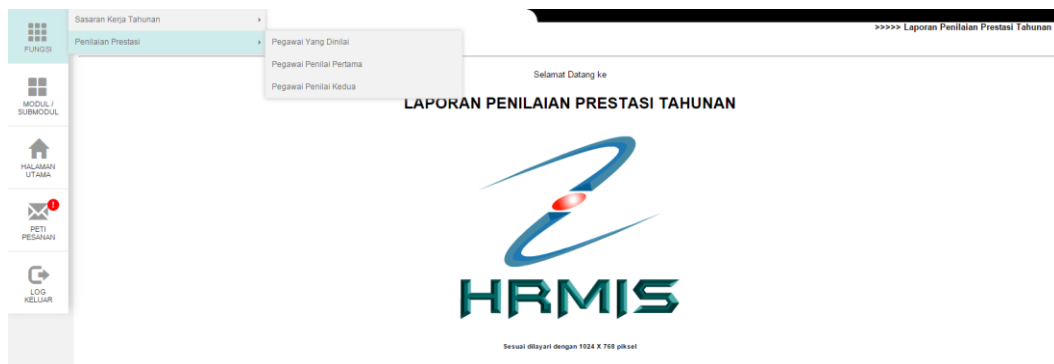 >>>>> Laporan Penilaian Prestasi Tahunan
FUNGSI
MODUL /
SUBMODUL
HALAMAN
UTAMA
PETI
PESANAN
LOG
KELUAR
Sasaran Kerja Tahunan
Penilaian Prestasi
Pegawai Yang Dinilai
Pegawai Penilai Pertama
Pegawai Penilai Kedua
Selamat Datang ke
LAPORAN PENILAIAN PRESTASI TAHUNAN
HRMIS
Sesuai dilayari dengan 1024 X 768 piksel